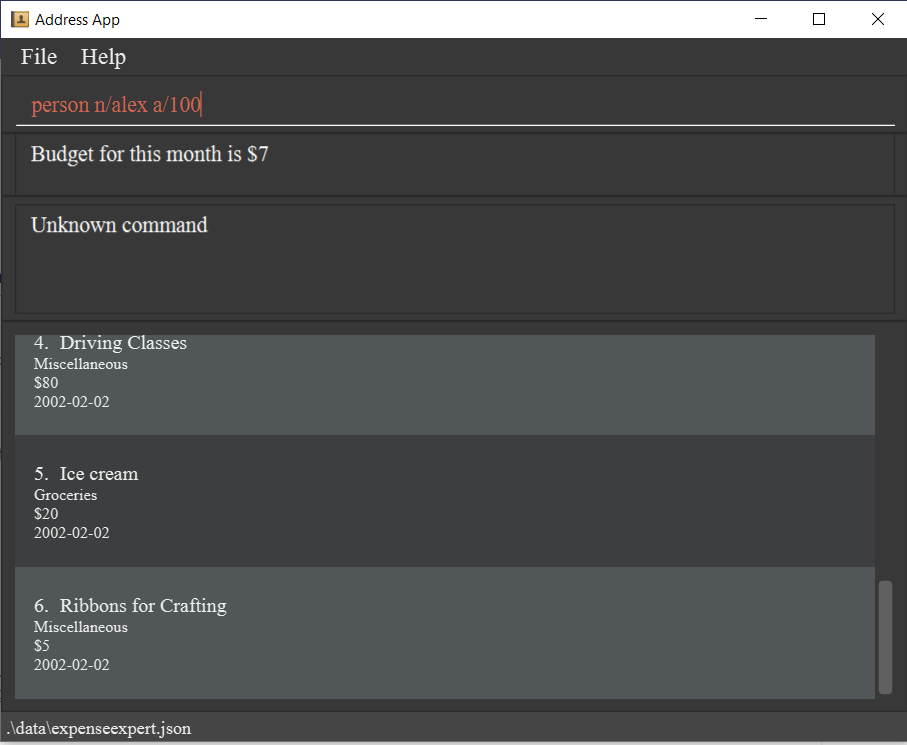 Address App
File Help
person n/alex a/100
Budget for this month is $7
Unknown command
4. Driving Classes
Miscellaneous
$80
2002-02-02
5. Ice cream
Groceries
$20
2002-02-02
6. Ribbons for Crafting
Miscellaneous
$5
2002-02-02
.\data\expenseexpert.json